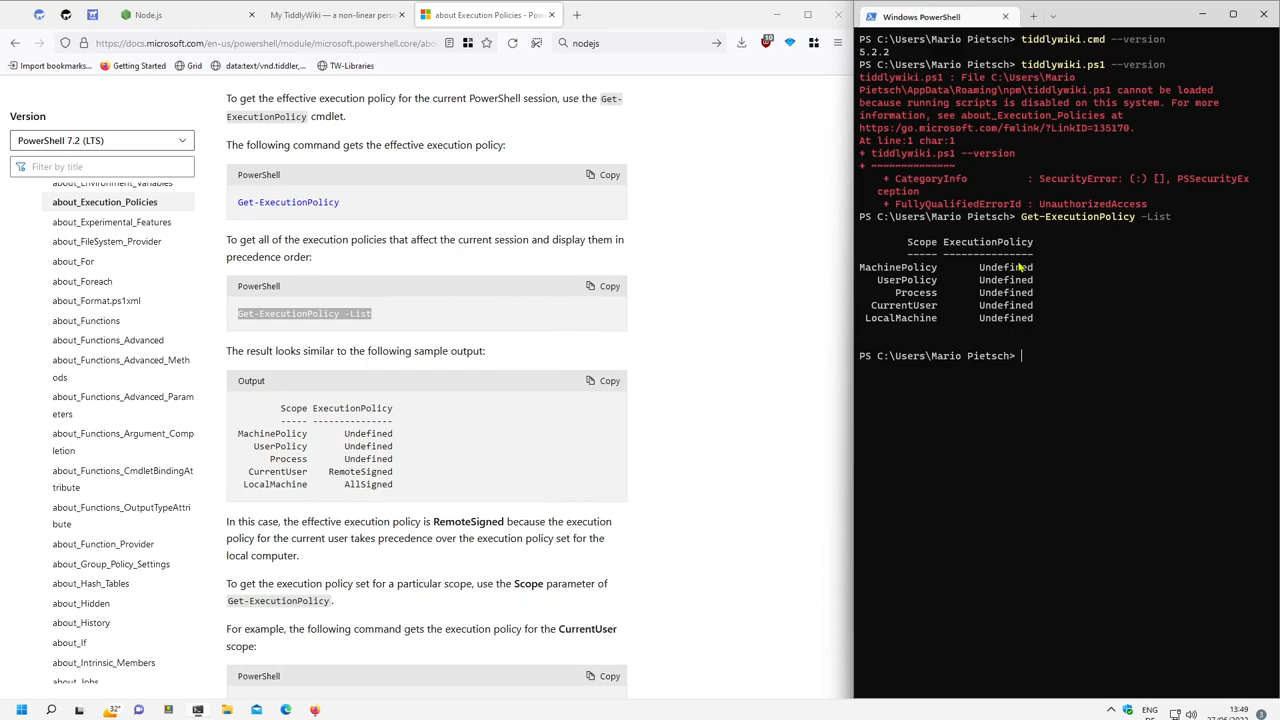 Node.js
My TiddlyWiki — a non-linear person
about Execution Policies - Powe
Windows PowerShell
https://docs.microsoft.com/en-us/powershell/module/microsoft.powershell.core/abou
nodejs
10
Import bookmarks...
Getting Started
Grid
data:text/vnd.tiddler,...
TW-Libraries
Version
PowerShell 7.2 (LTS)
Filter by title
about_Environment_Variables
about_Execution_Policies
about_Experimental_Features
about_FileSystem_Provider
about_For
about_Foreach
about_Format.ps1xml
about_Functions
about_Functions_Advanced
about_Functions_Advanced_Meth
ods
about_Functions_Advanced_Param
eters
about_Functions_Argument_Comp
letion
about_Functions_CmdletBindingAt
tribute
about_Functions_OutputTypeAttri
bute
about_Function_Provider
about_Group_Policy_Settings
about_Hash_Tables
about_Hidden
about_History
about_If
about_Intrinsic_Members
about_Jobs
To get the effective execution policy for the current PowerShell session, use the Get-
ExecutionPolicy cmdlet.
The following command gets the effective execution policy:
PowerShell
Copy
Get-ExecutionPolicy
To get all of the execution policies that affect the current session and display them in
precedence order:
PowerShell
Copy
Get-ExecutionPolicy -List
The result looks similar to the following sample output:
Output
Copy
Scope ExecutionPolicy
----- ---------------
MachinePolicy Undefined
UserPolicy Undefined
Process Undefined
CurrentUser RemoteSigned
LocalMachine AllSigned
In this case, the effective execution policy is RemoteSigned because the execution
policy for the current user takes precedence over the execution policy set for the
local computer.
To get the execution policy set for a particular scope, use the Scope parameter of
Get-ExecutionPolicy.
For example, the following command gets the execution policy for the CurrentUser
scope:
PowerShell
Copy
PS C:\Users\Mario Pietsch> tiddlywiki.cmd --version
5.2.2
PS C:\Users\Mario Pietsch> tiddlywiki.ps1 --version
tiddlywiki.ps1 : File C:\Users\Mario
Pietsch\AppData\Roaming\npm\tiddlywiki.ps1 cannot be loaded
because running scripts is disabled on this system. For more
information, see about_Execution_Policies at
https:/go.microsoft.com/fwlink/?LinkID=135170.
At line:1 char:1
+ tiddlywiki.ps1 --version
+ ~~~~~~~~~~~~~~
+ CategoryInfo : SecurityError: (:) [], PSSecurityEx
ception
+ FullyQualifiedErrorId : UnauthorizedAccess
PS C:\Users\Mario Pietsch> Get-ExecutionPolicy -List
Scope ExecutionPolicy
----- ---------------
MachinePolicy Undefined
UserPolicy Undefined
Process Undefined
CurrentUser Undefined
LocalMachine Undefined
PS C:\Users\Mario Pietsch>
32°
ENG
13:49
27/06/2022
3